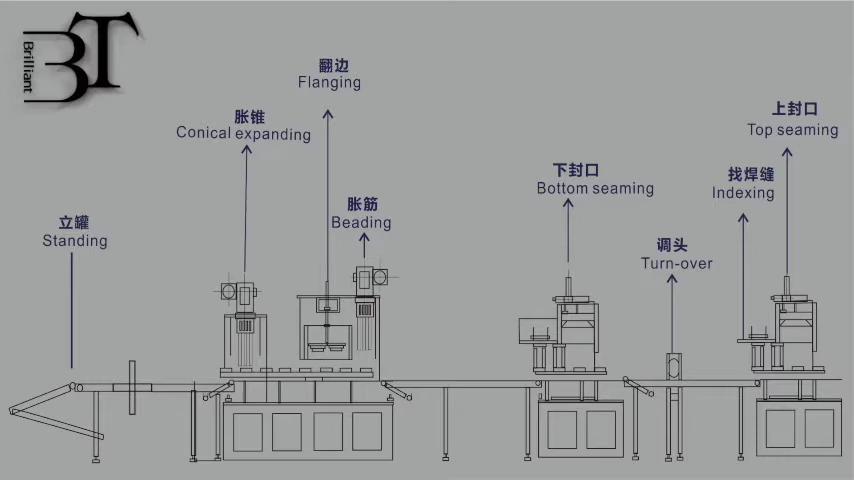 BT
Brilliant
立罐
Standing
胀锥
Conical expanding
翻边
Flanging
胀筋
Beading
下封口
Bottom seaming
调头
Turn-over
找焊缝
Indexing
上封口
Top seaming